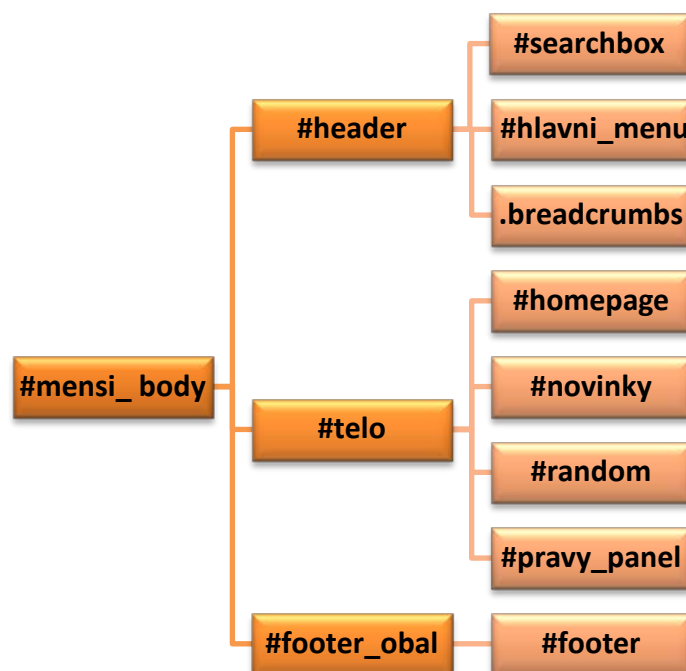 #searchbox
#header
#hlavni_menu
.breadcrumbs
#homepage
#mensi_ body
#novinky
#telo
#random
#pravy_panel
#footer_obal
#footer